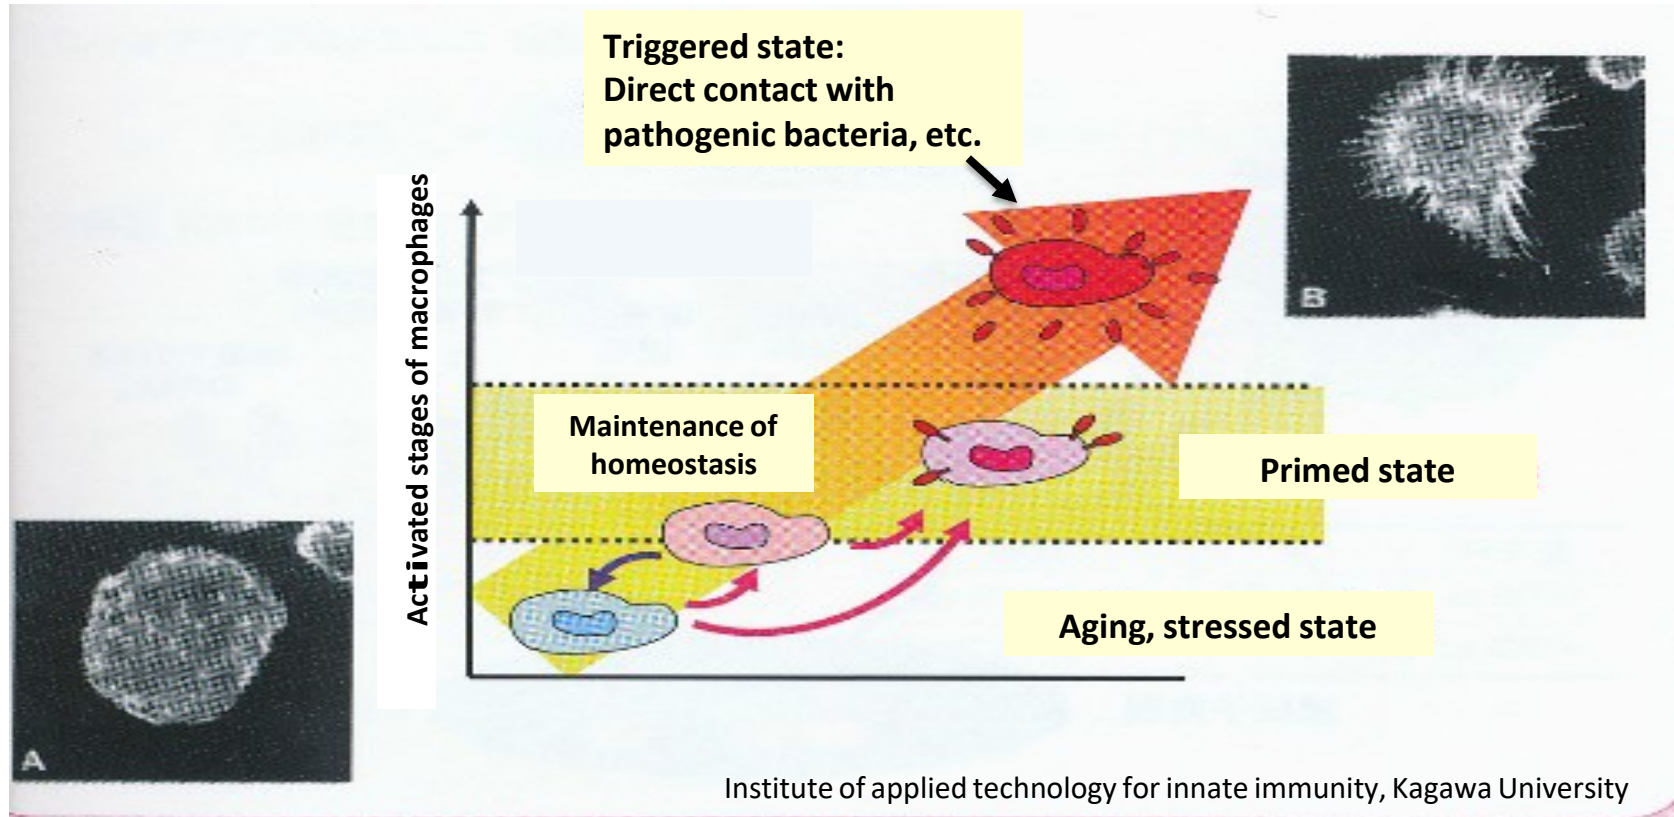 Triggered state:
Direct contact with
pathogenic bacteria, etc.
Activated stages of macrophages
B
Maintenance of
homeostasis
Primed state
Aging, stressed state
A
Institute of applied technology for innate immunity, Kagawa University